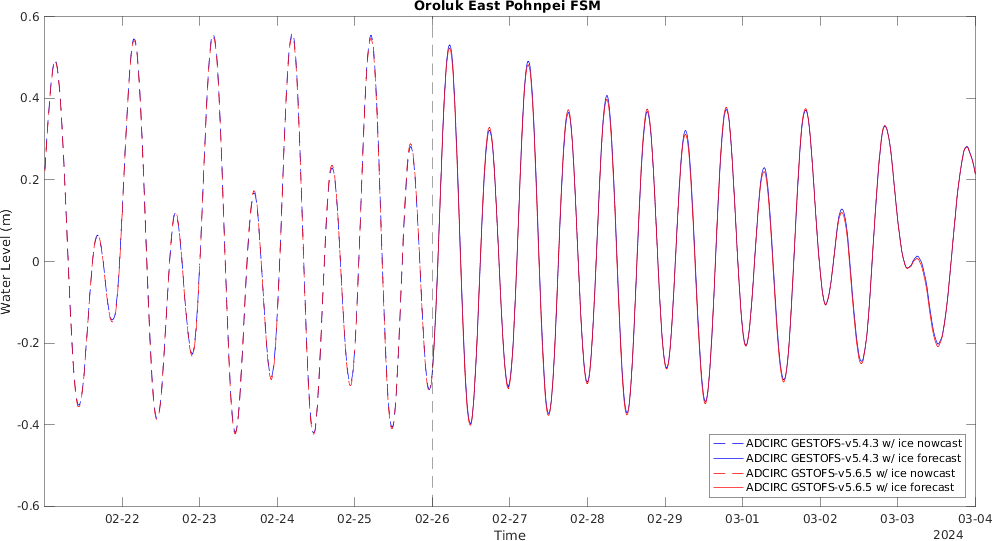 Oroluk East Pohnpei FSM
0.6
0.4
0.2
0
-0.2
-0.4
-0.6
Water Level (m)
ADCIRC GESTOFS-v5.4.3 w/ ice nowcast
ADCIRC GESTOFS-v5.4.3 w/ ice forecast
ADCIRC GSTOFS-v5.6.5 w/ ice nowcast
ADCIRC GSTOFS-v5.6.5 w/ ice forecast
02-22 02-23 02-24 02-25 02-26 02-27 02-28 02-29 03-01 03-02 03-03 03-04
Time
2024